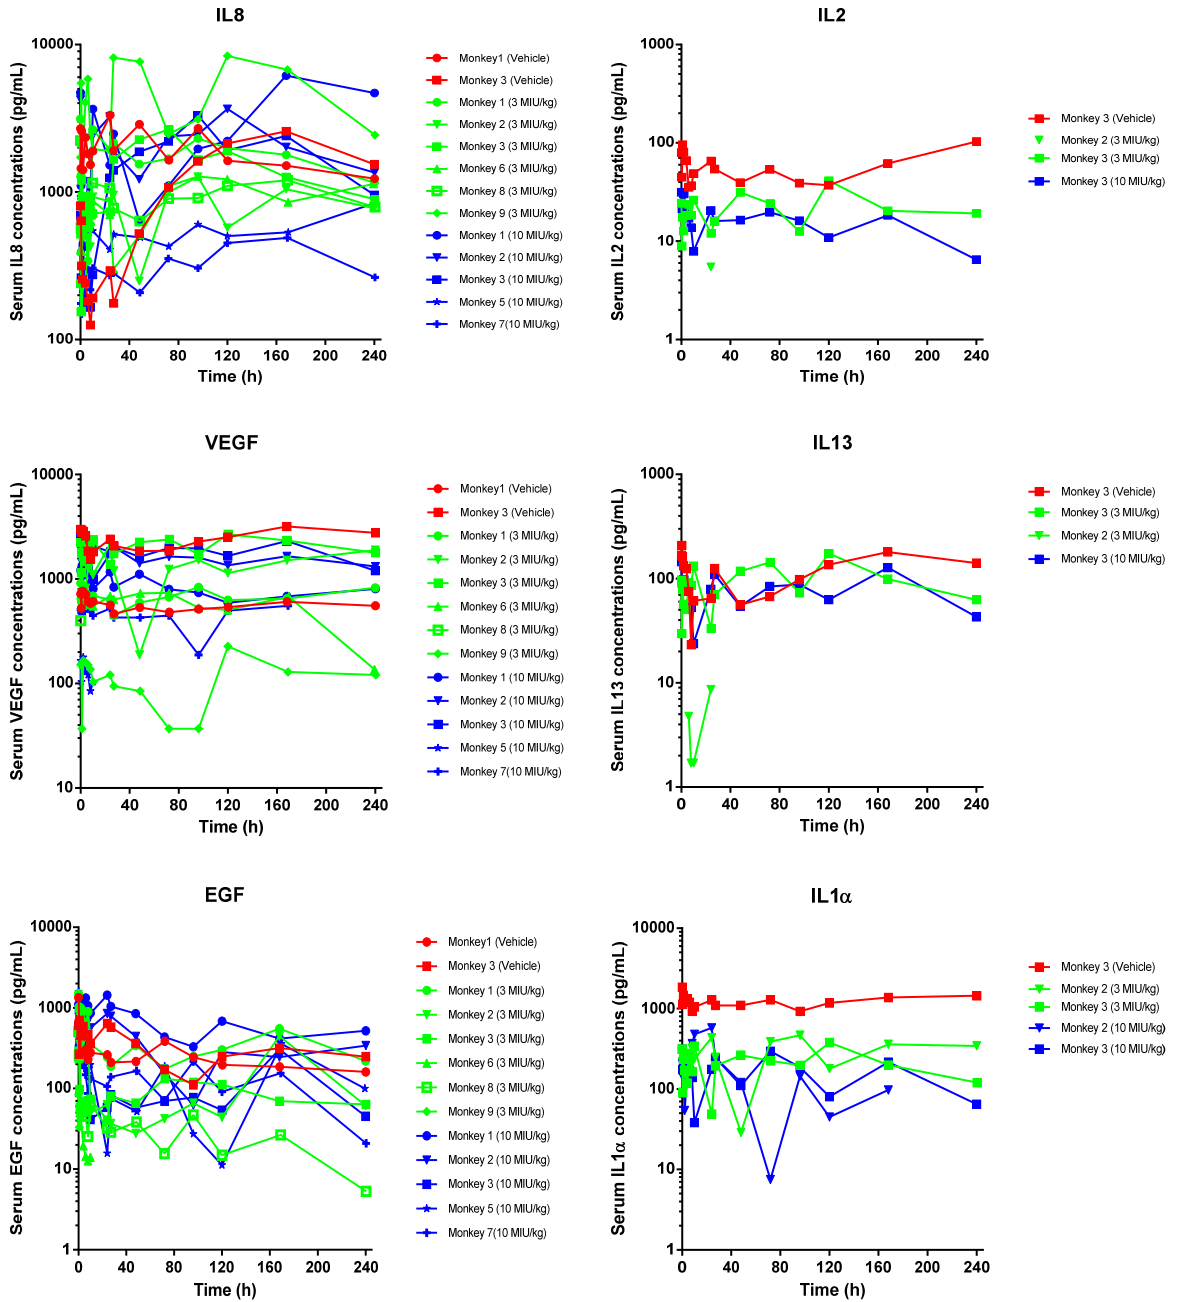 IL8
Serum IL8 concentrations (pg/mL)
10000
1000
100
0 40 80 120 160 200 240
Time (h)
Monkey1 (Vehicle)
Monkey 3 (Vehicle)
Monkey 1 (3 MIU/kg)
Monkey 2 (3 MIU/kg)
Monkey 3 (3 MIU/kg)
Monkey 6 (3 MIU/kg)
Monkey 8 (3 MIU/kg)
Monkey 9 (3 MIU/kg)
Monkey 1 (10 MIU/kg)
Monkey 2 (10 MIU/kg)
Monkey 3 (10 MIU/kg)
Monkey 5 (10 MIU/kg)
Monkey 7(10 MIU/kg)
IL2
Serum IL2 concentrations (pg/mL)
1000
100
10
1
0 40 80 120 160 200 240
Time (h)
Monkey 3 (Vehicle)
Monkey 2 (3 MIU/kg)
Monkey 3 (3 MIU/kg)
Monkey 3 (10 MIU/kg)
VEGF
Serum VEGF concentrations (pg/mL)
10000
1000
100
10
0 40 80 120 160 200 240
Time (h)
Monkey1 (Vehicle)
Monkey 3 (Vehicle)
Monkey 1 (3 MIU/kg)
Monkey 2 (3 MIU/kg)
Monkey 3 (3 MIU/kg)
Monkey 6 (3 MIU/kg)
Monkey 8 (3 MIU/kg)
Monkey 9 (3 MIU/kg)
Monkey 1 (10 MIU/kg)
Monkey 2 (10 MIU/kg)
Monkey 3 (10 MIU/kg)
Monkey 5 (10 MIU/kg)
Monkey 7(10 MIU/kg)
IL13
Serum IL13 concentrations (pg/mL)
1000
100
10
1
0 40 80 120 160 200 240
Time (h)
Monkey 3 (Vehicle)
Monkey 3 (3 MIU/kg)
Monkey 2 (3 MIU/kg)
Monkey 3 (10 MIU/kg)
EGF
Serum EGF concentrations (pg/mL)
10000
1000
100
10
1
0 40 80 120 160 200 240
Time (h)
Monkey1 (Vehicle)
Monkey 3 (Vehicle)
Monkey 1 (3 MIU/kg)
Monkey 2 (3 MIU/kg)
Monkey 3 (3 MIU/kg)
Monkey 6 (3 MIU/kg)
Monkey 8 (3 MIU/kg)
Monkey 9 (3 MIU/kg)
Monkey 1 (10 MIU/kg)
Monkey 2 (10 MIU/kg)
Monkey 3 (10 MIU/kg)
Monkey 5 (10 MIU/kg)
Monkey 7(10 MIU/kg)
IL1α
Serum IL1α concentrations (pg/mL)
10000
1000
100
10
1
0 40 80 120 160 200 240
Time (h)
Monkey 3 (Vehicle)
Monkey 2 (3 MIU/kg)
Monkey 3 (3 MIU/kg)
Monkey 2 (10 MIU/kg)
Monkey 3 (10 MIU/kg)